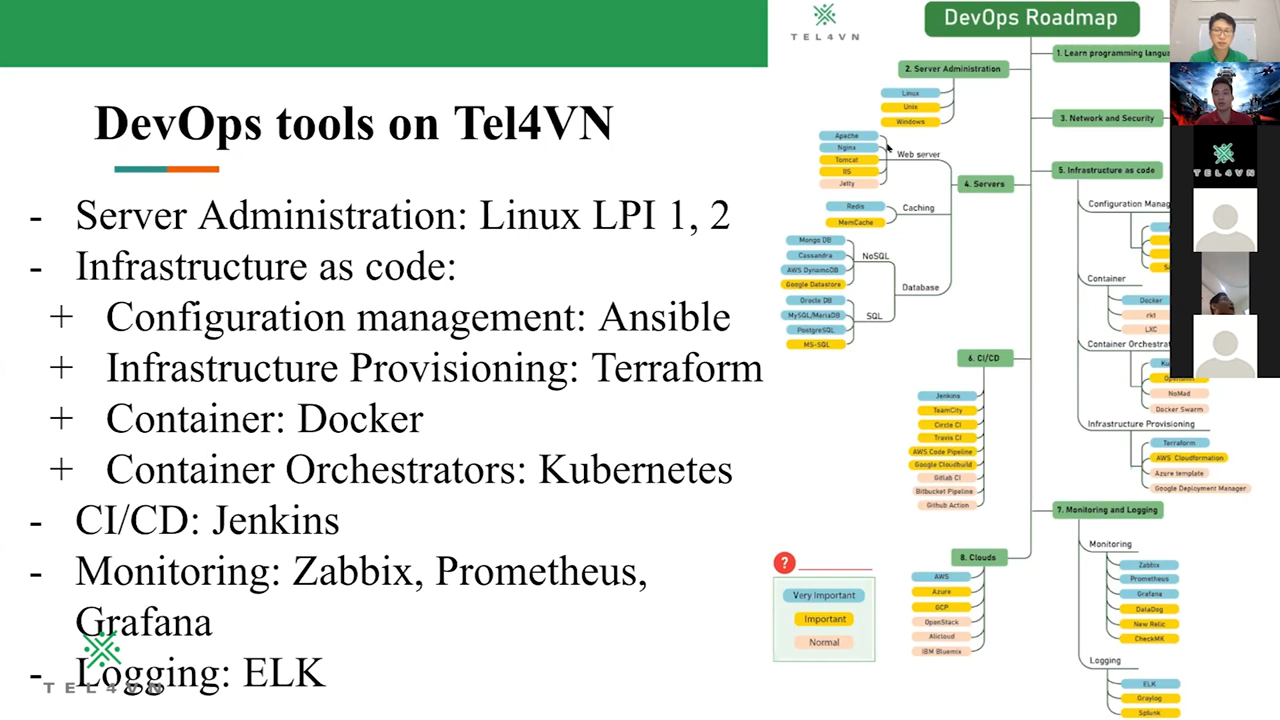 DevOps tools on Tel4VN
- Server Administration: Linux LPI 1, 2
- Infrastructure as code:
+ Configuration management: Ansible
+ Infrastructure Provisioning: Terraform
+ Container: Docker
+ Container Orchestrators: Kubernetes
- CI/CD: Jenkins
- Monitoring: Zabbix, Prometheus,
Grafana
- Logging: ELK
TEL4VN
TEL4VN
DevOps Roadmap
1. Learn programming
2. Server Administration
Linux
Unix
Windows
3. Network and Security
4. Servers
Web server
Apache
Nginx
Tomcat
IIS
Jetty
Caching
Redis
MemCache
Database
NoSQL
Mongo DB
Cassandra
AWS DynamoDB
Google Datastore
SQL
Oracle DB
MySQL/MariaDB
PostgreSQL
MS-SQL
5. Infrastructure as code
Configuration
Container
Docker
rkt
LXC
Container
NoMad
Docker Swarm
Infrastructure Provisioning
Terraform
AWS Cloudformation
Azure template
Google Deployment Manager
6. CI/CD
Jenkins
TeamCity
Circle CI
Travis CI
AWS Code Pipeline
Google Cloudbuild
Gitlab CI
Bitbucket Pipeline
Github Action
7. Monitoring and Logging
Monitoring
Zabbix
Prometheus
Grafana
DataDog
New Relic
CheckMK
Logging
ELK
Graylog
Splunk
8. Clouds
AWS
Azure
GCP
OpenStack
Alicloud
IBM Bluemix
?
Very Important
Important
Normal
TEL4VN